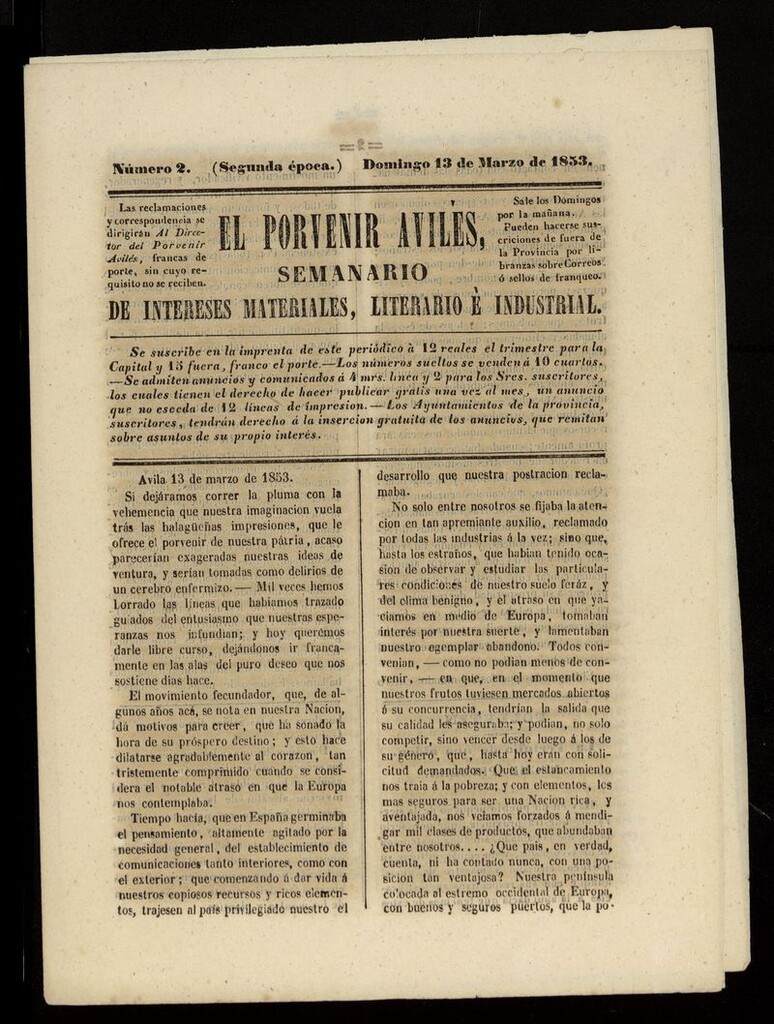 Número 2. (Segunda época.) Domingo 13 de Marzo de 1853.
Las reclamaciones
y correspondencia se
dirigirán Al Direc-
tor del Porvenir
Avilés, francas de
porte, sin cuyo re-
quisito no se reciben.
EL PORVENIR AVILÉS,
SEMANARIO
Sale los Domingos
por la mañana.
Pueden hacerse sus-
criciones de fuera de
la Provincia por li-
branzas sobre Correos
ó sellos de franqueo.
DE INTERESES MATERIALES, LITERARIO È INDUSTRIAL.
Se suscribe en la imprenta de este periódico à 12 reales el trimestre para la
Capital y 15 fuera, franco el porte.—Los números sueltos se venden á 10 cuartos.
—Se admiten anuncios y comunicados á 4 mrs. linea y 2 para los Sres. suscritores,
los cuales tienen el derecho de hacer publicar grátis una vez al mes, un anuncio
que no esceda de 12 líneas de impresion.—Los Ayuntamientos de la provincia,
suscritores, tendrán derecho á la insercion gratuita de los anuncios, que remitan
sobre asuntos de su propio interés.
Avila 13 de marzo de 1853.
Si dejáramos correr la pluma con la
vehemencia que nuestra imaginacion vuela
trás las halagüeñas impresiones, que le
ofrece el porvenir de nuestra pátria, acaso
parecerían exageradas nuestras ideas de
ventura, y serían tomadas como delirios de
un cerebro enfermizo.—Mil veces hemos
borrado las líneas que habiamos trazado
guiados del entusiasmo que nuestras espe-
ranzas nos infundian; y hoy querémos
darle libre curso, dejándonos ir franca-
mente en las alas del puro deseo que nos
sostiene dias hace.
El movimiento fecundador, que, de al-
gunos años acá, se nota en nuestra Nacion,
dá motivos para creer, que ha sonado la
hora de su próspero destino; y esto hace
dilatarse agradablemente al corazon, tan
tristemente comprimido cuando se consi-
dera el notable atraso en que la Europa
nos contemplaba.
Tiempo hacía, que en España germinaba
el pensamiento, altamente agitado por la
necesidad general, del establecimiento de
comunicaciones tanto interiores, como con
el exterior; que comenzando á dar vida á
nuestros copiosos recursos y ricos elemen-
tos, trajesen al pais privilegiado nuestro el
desarrollo que nuestra postracion recla-
maba.
No solo entre nosotros se fijaba la aten-
cion en tan apremiante auxilio, reclamado
por todas las industrias á la vez; sino que,
hasta los estraños, que habian tenido oca-
sion de observar y estudiar las particula-
res condiciones de nuestro suelo feráz, y
del clima benigno, y el atraso en que ya-
ciamos en medio de Europa, tomaban
interés por nuestra suerte, y lamentaban
nuestro egemplar abandono. Todos con-
venian, — como no podian menos de con-
venir, — en que, en el momento que
nuestros frutos tuviesen mercados abiertos
á su concurrencia, tendrían la salida que
su calidad les aseguraba; y podian, no solo
competir, sino vencer desde luego á los de
su género, que, hasta hoy eran con soli-
citud demandados. Que el estancamiento
nos traia á la pobreza; y con elementos, los
mas seguros para ser una Nacion rica, y
aventajada, nos veíamos forzados á mendi-
gar mil clases de productos, que abundaban
entre nosotros.... ¿Que pais, en verdad,
cuenta, ni ha contado nunca, con una po-
sicion tan ventajosa? Nuestra península
colocada al estremo occidental de Europa,
con buenos y seguros puertos, que la po-